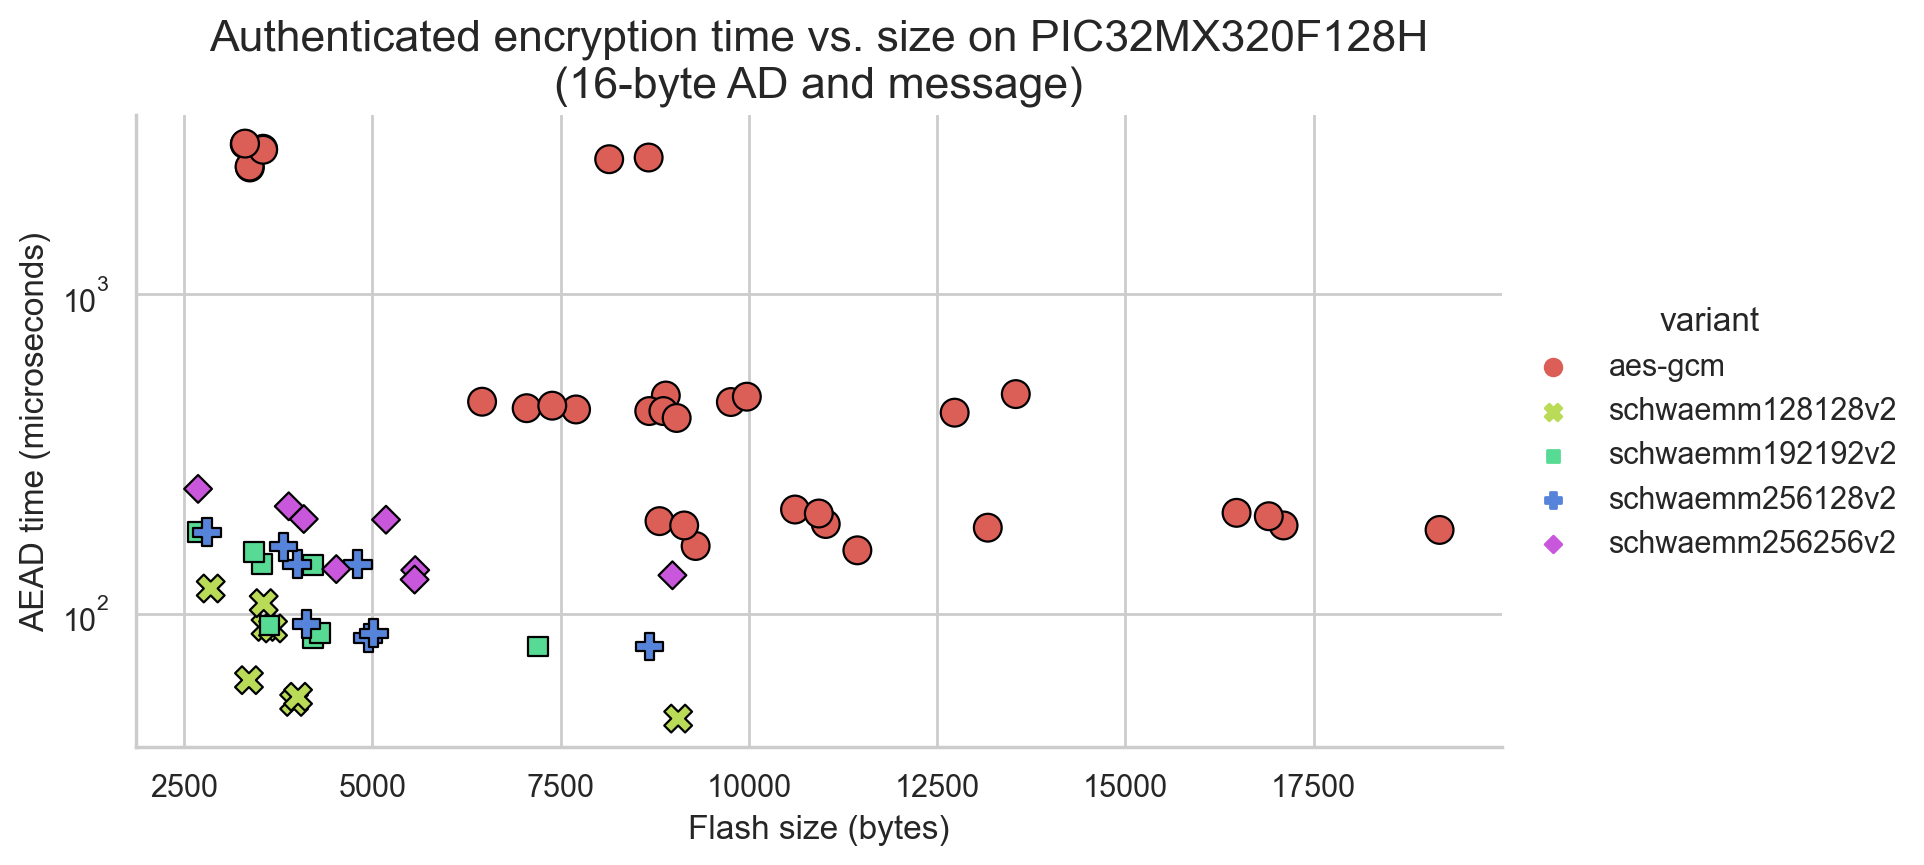 Authenticated encryption time vs. size on PIC32MX320F128H
(16-byte AD and message)
AEAD time (microseconds)
10³
10²
2500 5000 7500 10000 12500 15000 17500
Flash size (bytes)
variant
aes-gcm
schwaemm128128v2
schwaemm192192v2
schwaemm256128v2
schwaemm256256v2